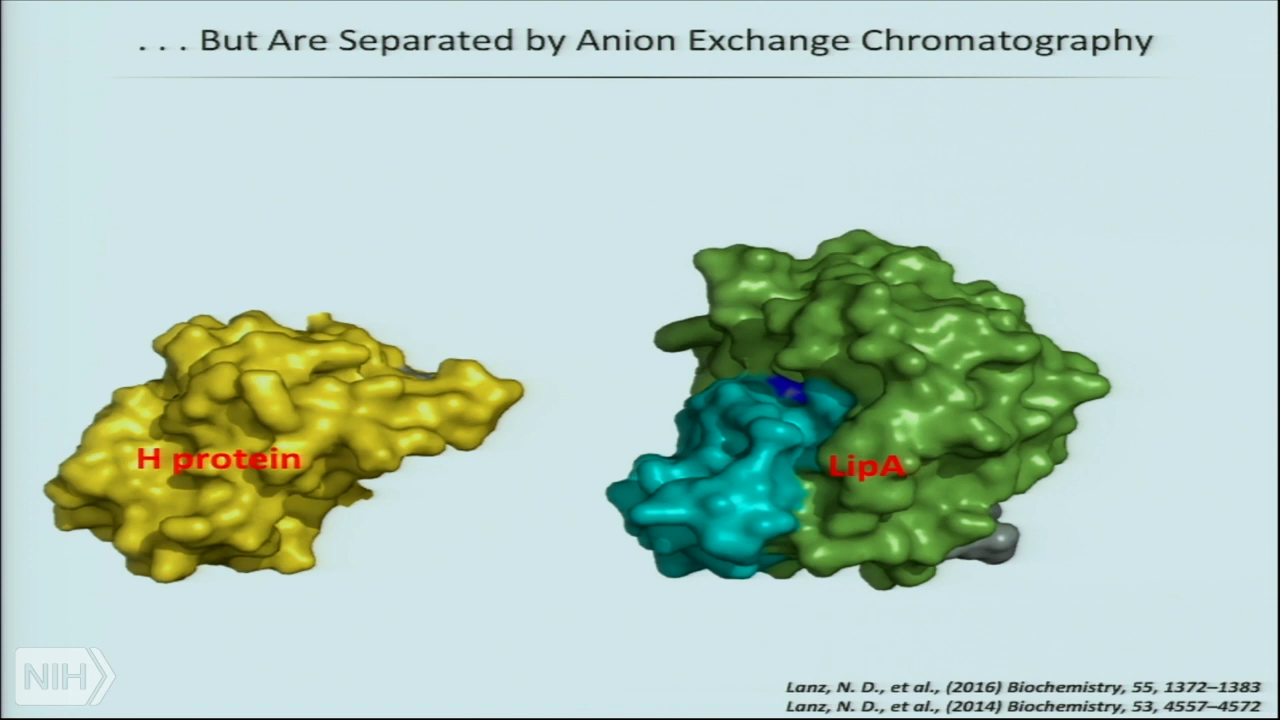 . . . But Are Separated by Anion Exchange Chromatography
H protein
LipA
NIH
Lanz, N. D., et al., (2016) Biochemistry, 55, 1372–1383
Lanz, N. D., et al., (2014) Biochemistry, 53, 4557–4572